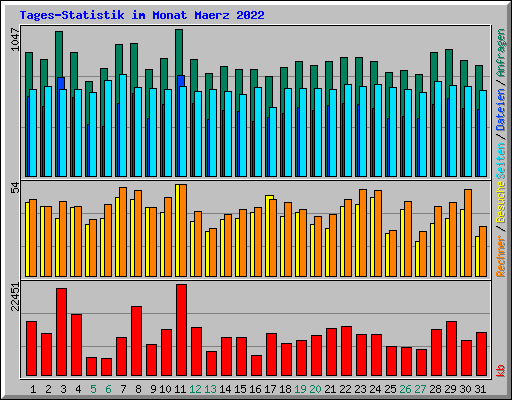 Tages-Statistik im Monat Maerz 2022
1047
54
22451
Rechner / Besuche Seiten / Dateien / Anfragen
kb
1 2 3 4 5 6 7 8 9 10 11 12 13 14 15 16 17 18 19 20 21 22 23 24 25 26 27 28 29 30 31